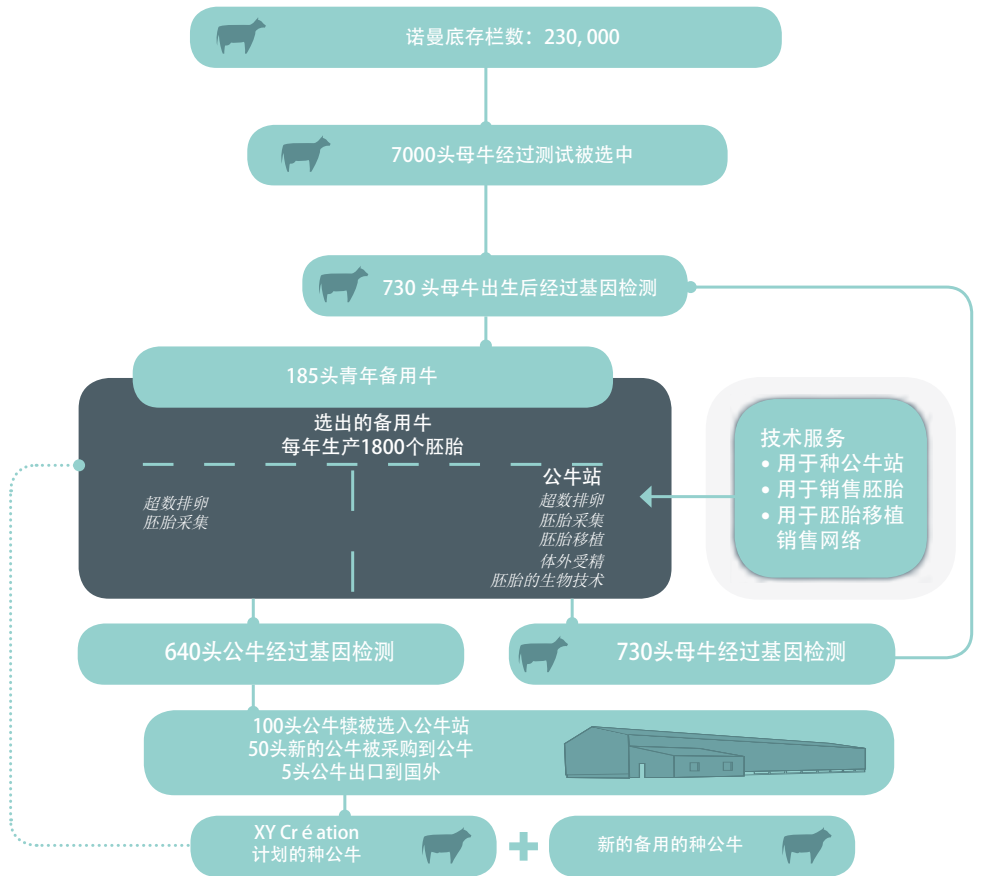 诺曼底存栏数：230, 000
7000头母牛经过测试被选中
730 头母牛出生后经过基因检测
185头青年备用牛
选出的备用牛
每年生产1800个胚胎
超数排卵
胚胎采集
公牛站
超数排卵
胚胎采集
胚胎移植
体外受精
胚胎的生物技术
技术服务
• 用于种公牛站
• 用于销售胚胎
• 用于胚胎移植
销售网络
640头公牛经过基因检测
730头母牛经过基因检测
100头公牛犊被选入公牛站
50头新的公牛被采购到公牛
5头公牛出口到国外
XY Cr é ation
计划的种公牛
新的备用的种公牛